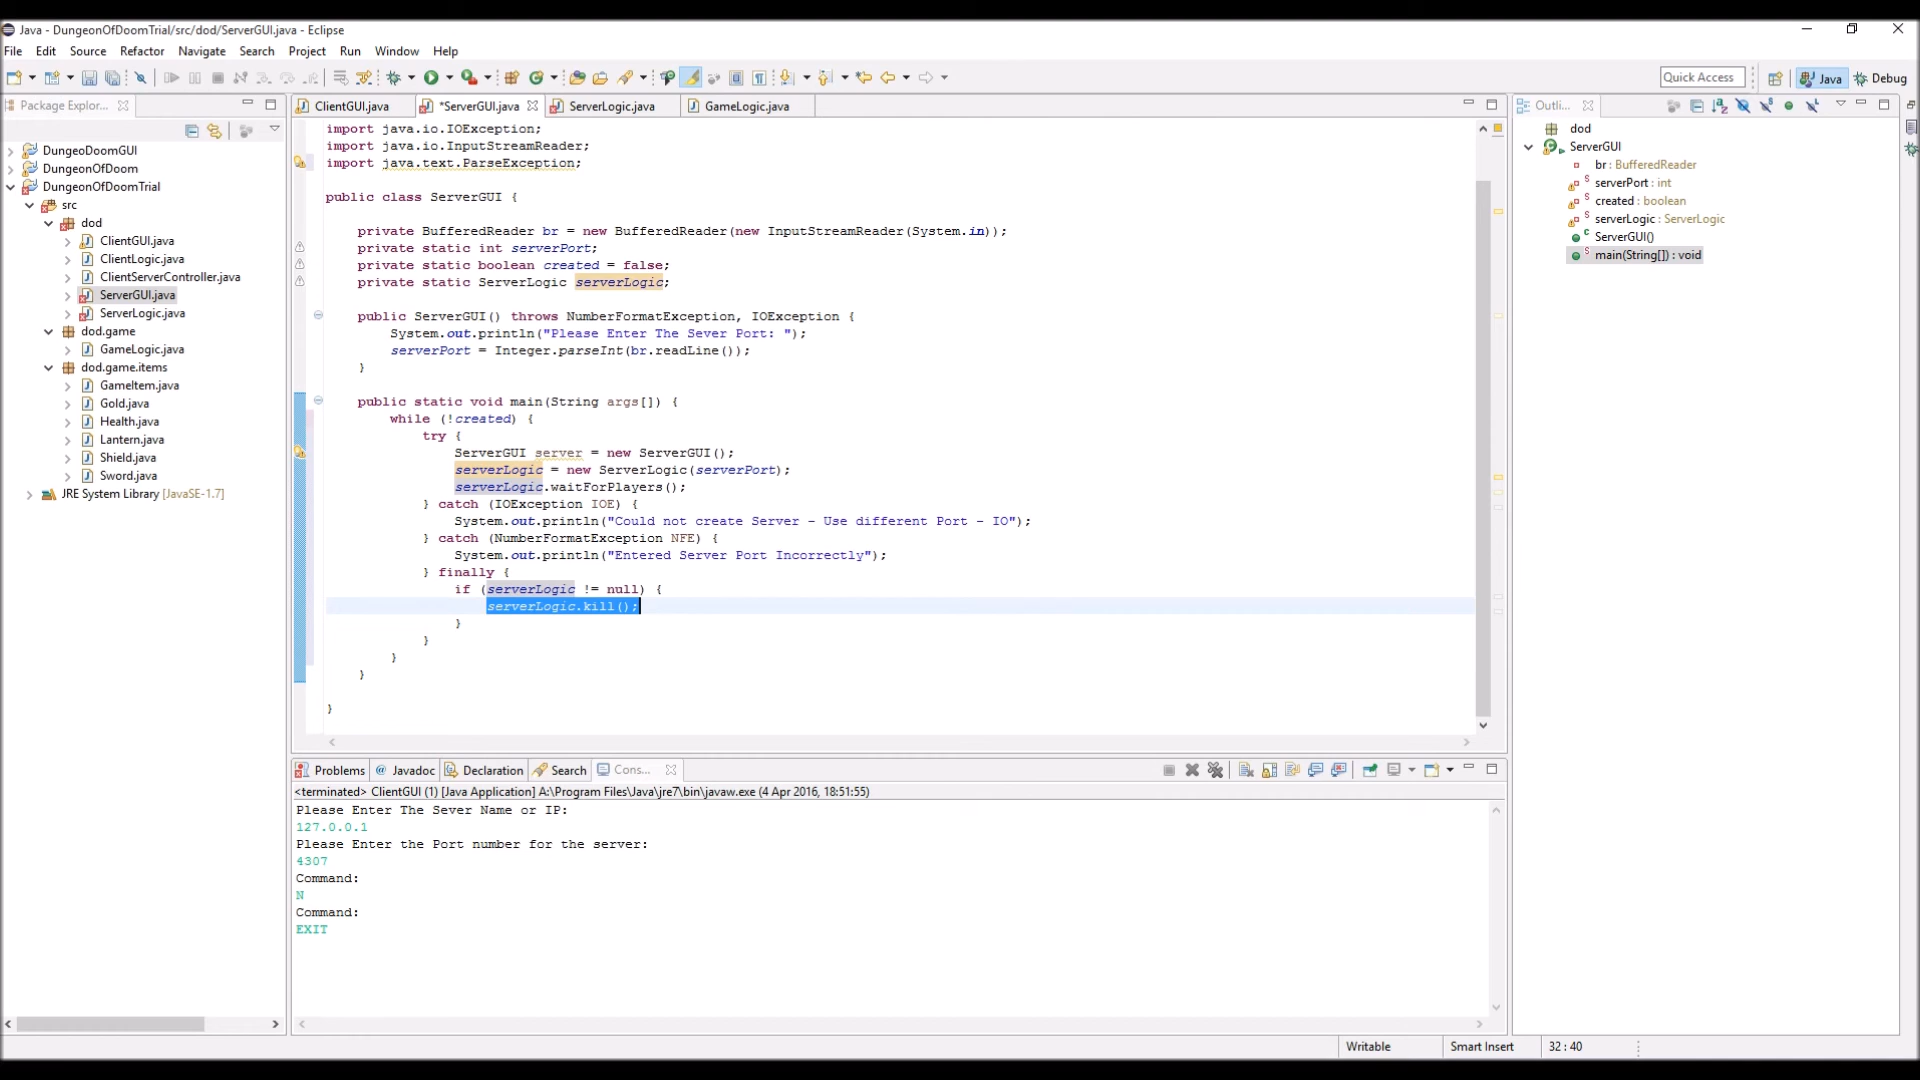 Java - DungeonOfDoomTrial/src/dod/ServerGUI.java - Eclipse
File Edit Source Refactor Navigate Search Project Run Window Help
Quick Access
Java
Debug
Package Explor...
ClientGUI.java
*ServerGUI.java
ServerLogic.java
GameLogic.java
Outli...
DungeoDoomGUI
DungeonOfDoom
DungeonOfDoomTrial
src
dod
ClientGUI.java
ClientLogic.java
ClientServerController.java
ServerGUI.java
ServerLogic.java
dod.game
GameLogic.java
dod.game.items
GameItem.java
Gold.java
Health.java
Lantern.java
Shield.java
Sword.java
JRE System Library [JavaSE-1.7]
import java.io.IOException;
import java.io.InputStreamReader;
import java.text.ParseException;
public class ServerGUI {
private BufferedReader br = new BufferedReader(new InputStreamReader(System.in));
private static int serverPort;
private static boolean created = false;
private static ServerLogic serverLogic;
public ServerGUI() throws NumberFormatException, IOException {
System.out.println("Please Enter The Sever Port: ");
serverPort = Integer.parseInt(br.readLine());
}
public static void main(String args[]) {
while (!created) {
try {
ServerGUI server = new ServerGUI();
serverLogic = new ServerLogic(serverPort);
serverLogic.waitForPlayers();
} catch (IOException IOE) {
System.out.println("Could not create Server - Use different Port - IO");
} catch (NumberFormatException NFE) {
System.out.println("Entered Server Port Incorrectly");
} finally {
if (serverLogic != null) {
serverLogic.kill();
}
}
}
}
}
dod
ServerGUI
br : BufferedReader
serverPort : int
created : boolean
serverLogic : ServerLogic
ServerGUI()
main(String[]) : void
Problems
@ Javadoc
Declaration
Search
Cons...
<terminated> ClientGUI (1) [Java Application] A:\Program Files\Java\jre7\bin\javaw.exe (4 Apr 2016, 18:51:55)
Please Enter The Sever Name or IP:
127.0.0.1
Please Enter the Port number for the server:
4307
Command:
N
Command:
EXIT
Writable
Smart Insert
32 : 40